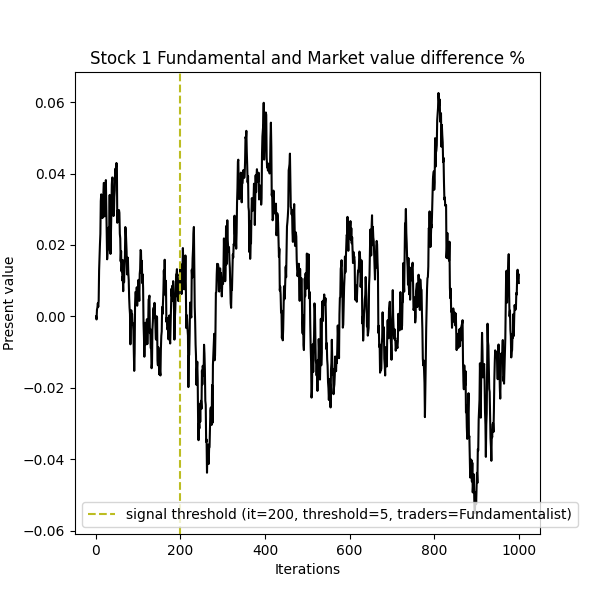 Stock 1 Fundamental and Market value difference %
0.06
0.04
0.02
0.00
−0.02
−0.04
−0.06
Present value
signal threshold (it=200, threshold=5, traders=Fundamentalist)
0 200 400 600 800 1000
Iterations